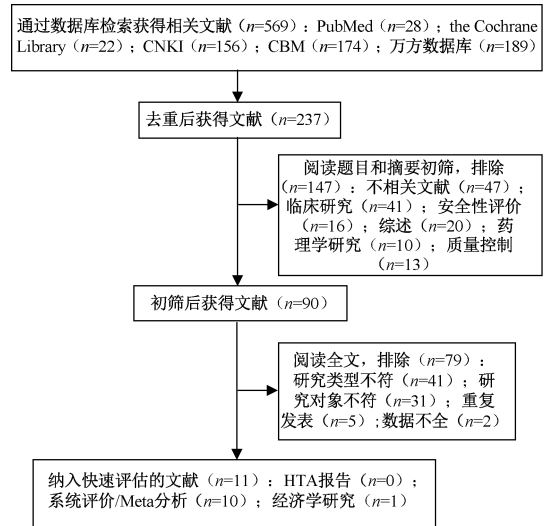 通过数据库检索获得相关文献（n=569）：PubMed（n=28）；the Cochrane
Library（n=22）；CNKI（n=156）；CBM（n=174）；万方数据库（n=189）
去重后获得文献（n=237）
阅读题目和摘要初筛，排除
（n=147）：不相关文献（n=47）；
临床研究（n=41）；安全性评价
（n=16）；综述（n=20）；药
理学研究（n=10）；质量控制
（n=13）
初筛后获得文献（n=90）
阅读全文，排除（n=79）：
研究类型不符（n=41）；研
究对象不符（n=31）；重复
发表（n=5）;数据不全（n=2）
纳入快速评估的文献（n=11）：HTA报告（n=0）；
系统评价/Meta分析（n=10）；经济学研究（n=1）